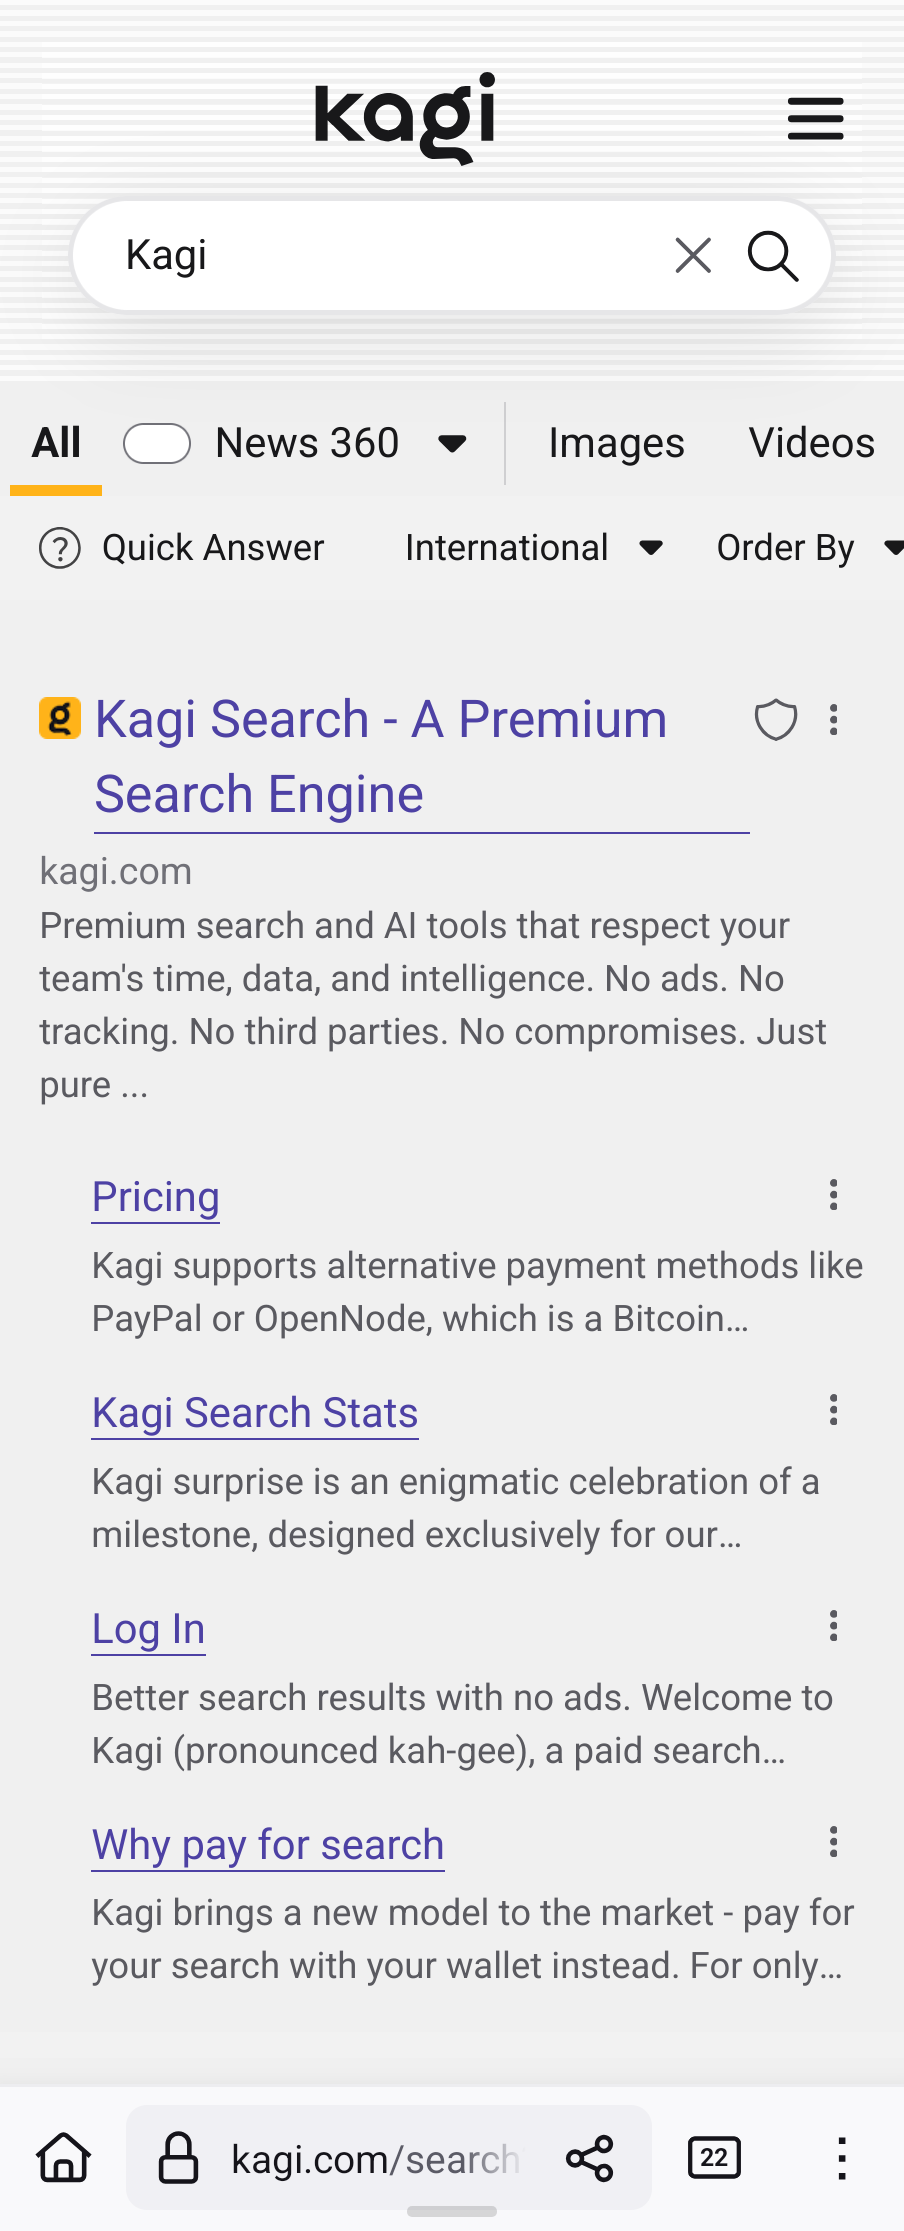 kagi
Kagi
All News 360 Images Videos
Quick Answer International Order By
g Kagi Search - A Premium
Search Engine
kagi.com
Premium search and AI tools that respect your
team's time, data, and intelligence. No ads. No
tracking. No third parties. No compromises. Just
pure ...
Pricing
Kagi supports alternative payment methods like
PayPal or OpenNode, which is a Bitcoin...
Kagi Search Stats
Kagi surprise is an enigmatic celebration of a
milestone, designed exclusively for our...
Log In
Better search results with no ads. Welcome to
Kagi (pronounced kah-gee), a paid search...
Why pay for search
Kagi brings a new model to the market - pay for
your search with your wallet instead. For only...
kagi.com/search 22